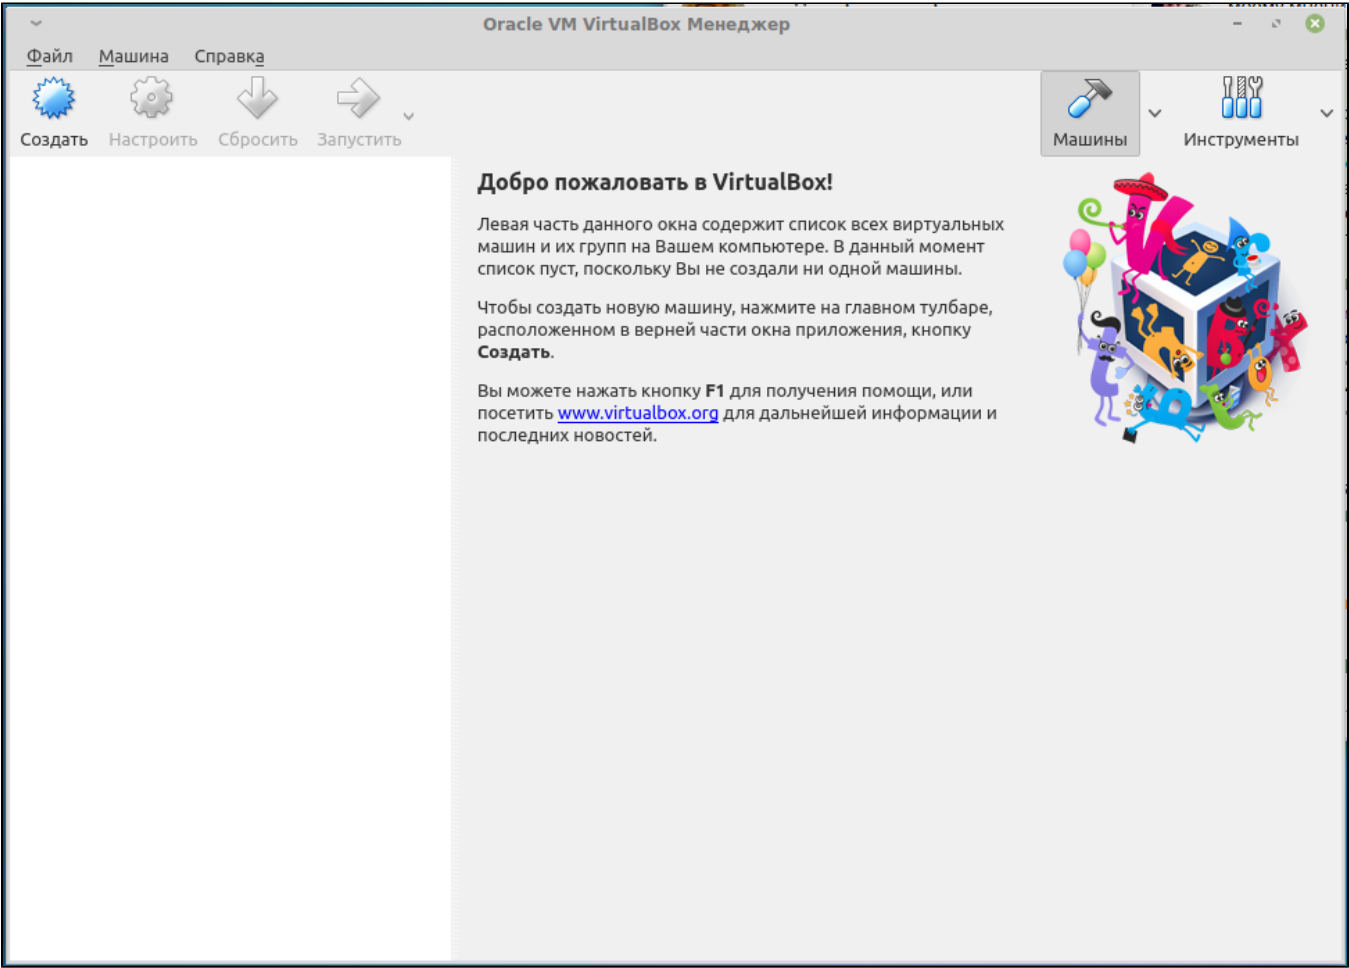 Oracle VM VirtualBox Менеджер
Файл Машина Справка
Создать Настроить Сбросить Запустить Машины Инструменты
Добро пожаловать в VirtualBox!
Левая часть данного окна содержит список всех виртуальных
машин и их групп на Вашем компьютере. В данный момент
список пуст, поскольку Вы не создали ни одной машины.
Чтобы создать новую машину, нажмите на главном тулбаре,
расположенном в верней части окна приложения, кнопку
Создать.
Вы можете нажать кнопку F1 для получения помощи, или
посетить www.virtualbox.org для дальнейшей информации и
последних новостей.